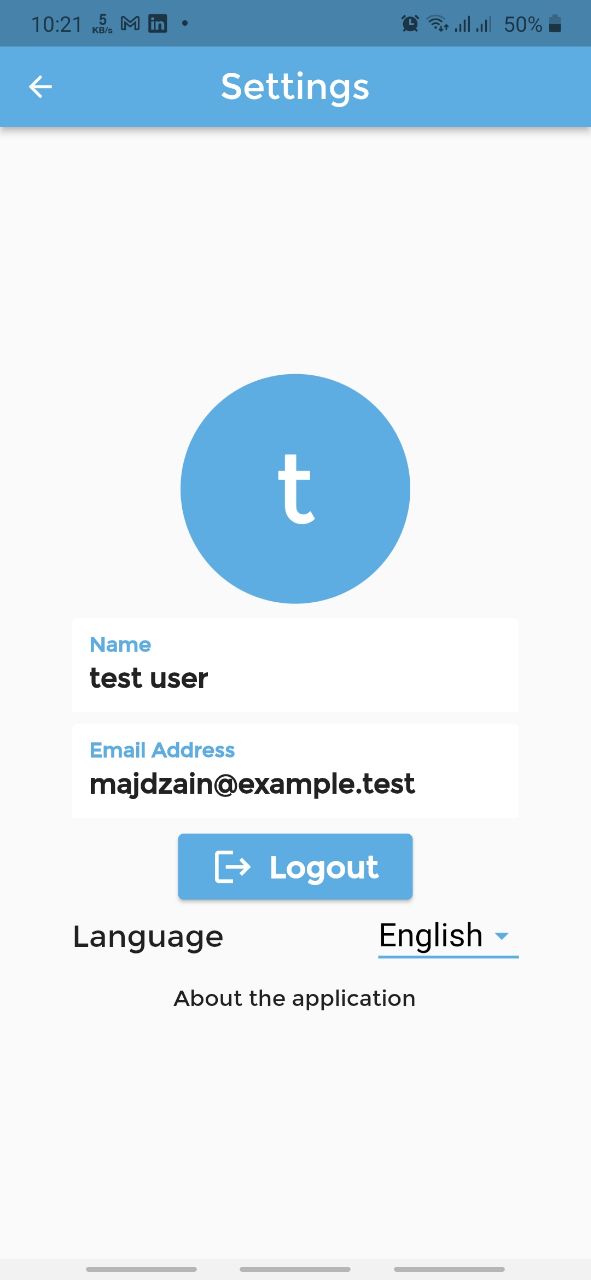 10:21 5 KB/s in 50%
Settings
t
Name
test user
Email Address
majdzain@example.test
Logout
Language English
About the application